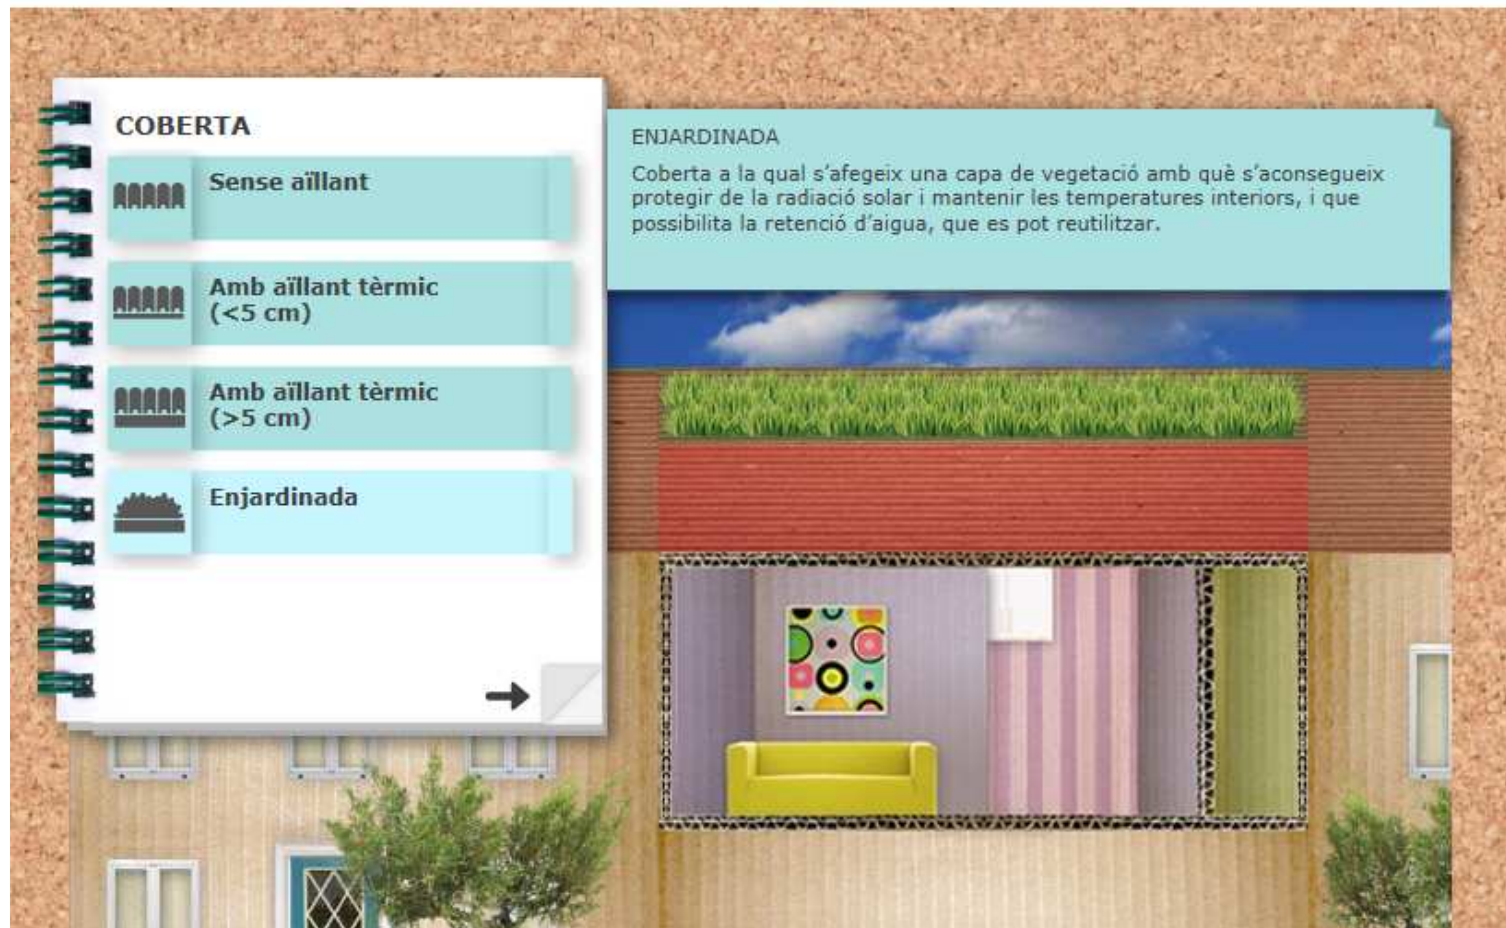 COBERTA
Sense aïllant
Amb aïllant tèrmic
(<5 cm)
Amb aïllant tèrmic
(>5 cm)
Enjardinada
ENJARDINADA
Coberta a la qual s’afegeix una capa de vegetació amb què s’aconsegueix
protegir de la radiació solar i mantenir les temperatures interiors, i que
possibilita la retenció d’aigua, que es pot reutilitzar.